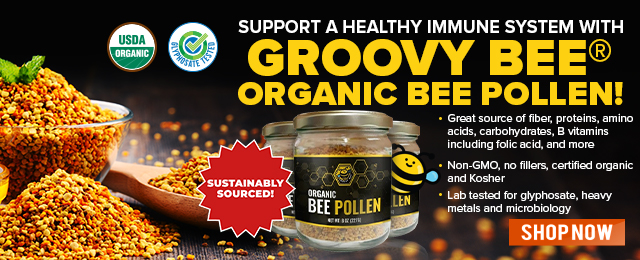 SUPPORT A HEALTHY IMMUNE SYSTEM WITH
GROOVY BEE®
ORGANIC BEE POLLEN!
USDA
ORGANIC
GLYPHOSATE TESTED
• Great source of fiber, proteins, amino
acids, carbohydrates, B vitamins
including folic acid, and more
• Non-GMO, no fillers, certified organic
and Kosher
• Lab tested for glyphosate, heavy
metals and microbiology
SUSTAINABLY
SOURCED!
ORGANIC
BEE POLLEN
LLEN
SHOP NOW